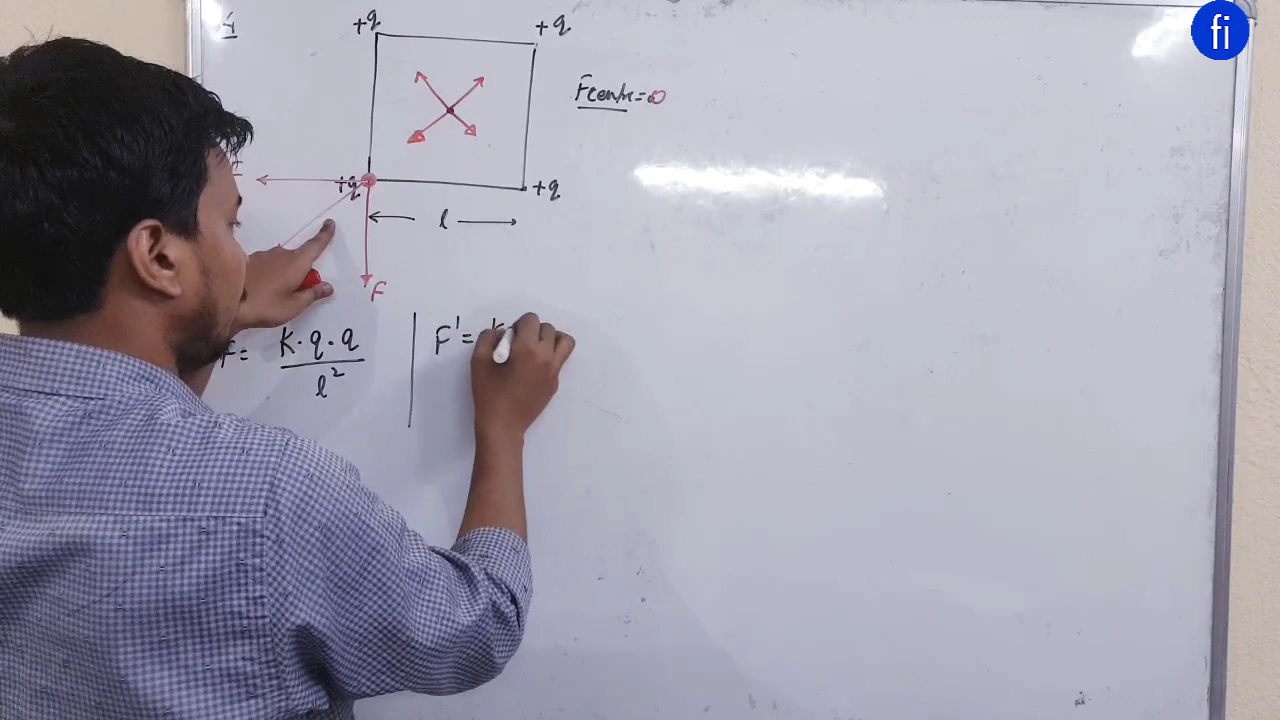 +q
+q
fi
Fcentre=0
+q
+q
l
F
F= K·q·q / l²
F'= K